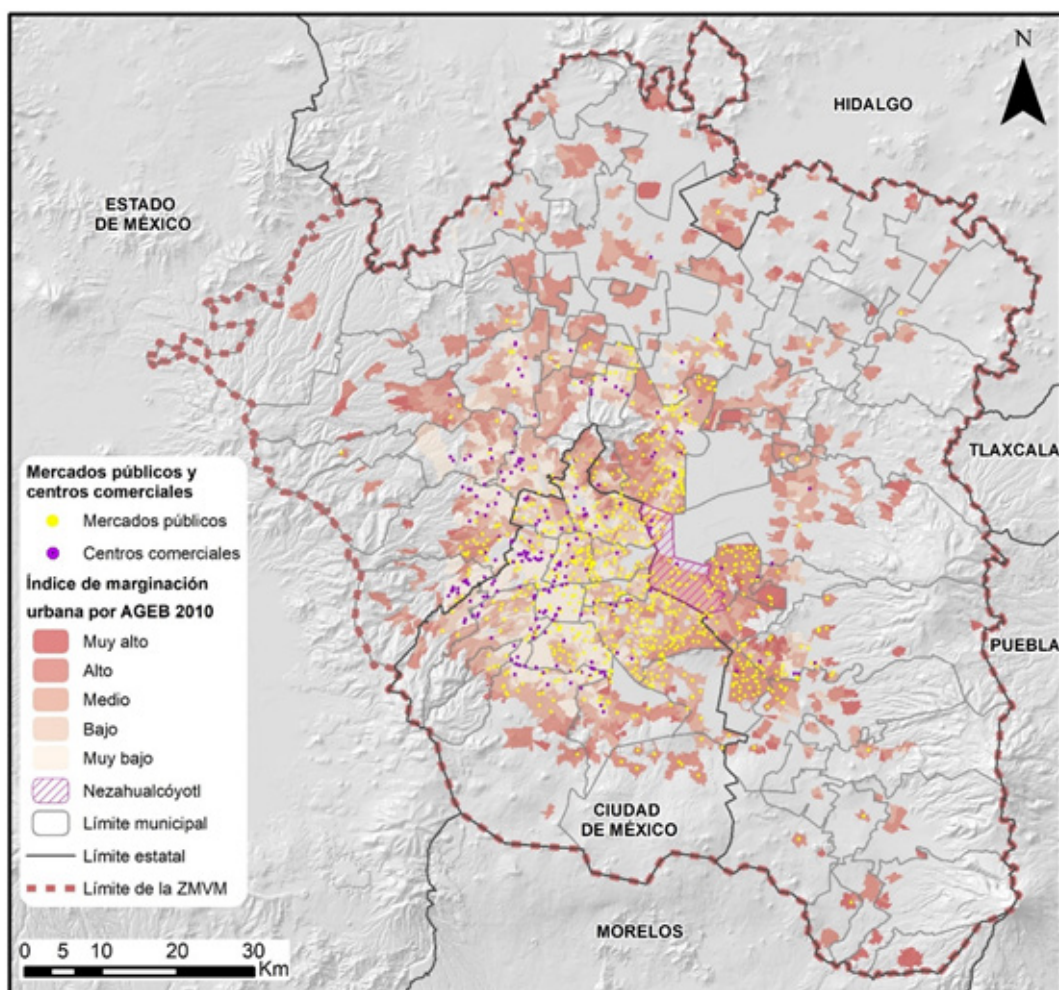 N
HIDALGO
ESTADO
DE MÉXICO
TLAXCALA
PUEBLA
CIUDAD
DE MÉXICO
MORELOS
Mercados públicos y
centros comerciales
Mercados públicos
Centros comerciales
Índice de marginación
urbana por AGEB 2010
Muy alto
Alto
Medio
Bajo
Muy bajo
Nezahualcóyotl
Límite municipal
Límite estatal
Límite de la ZMVM
0 5 10 20 30
Km